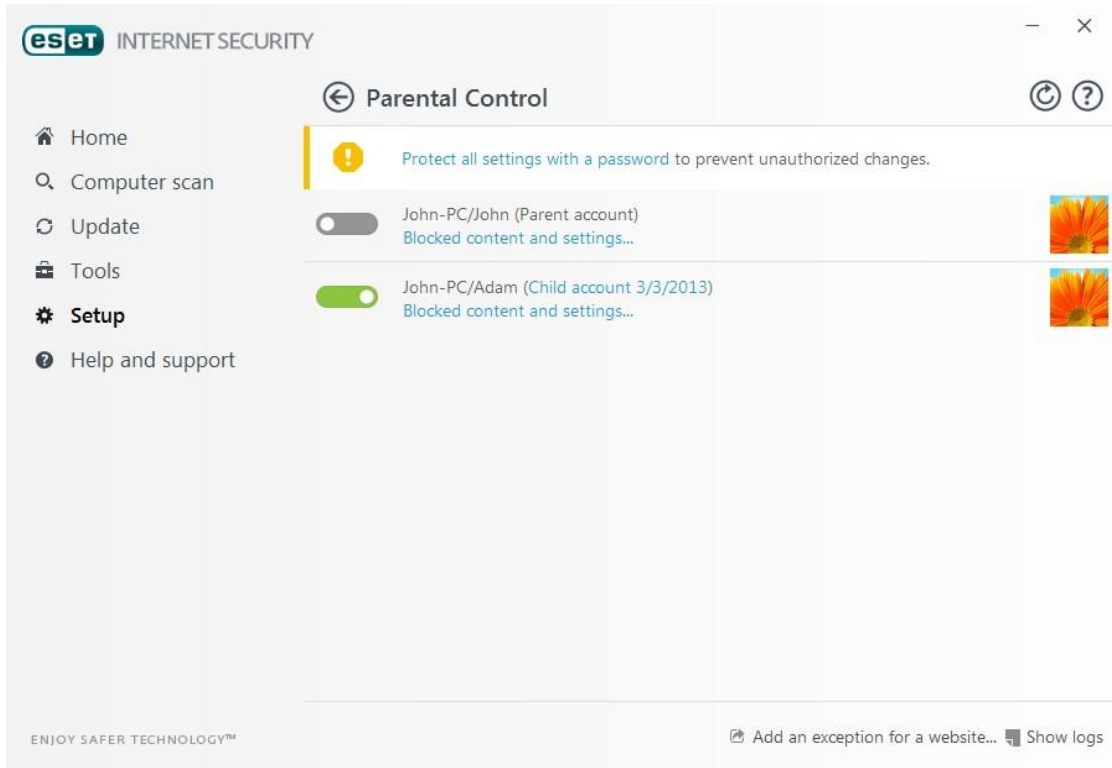 eset INTERNET SECURITY
Parental Control
Home
Computer scan
Update
Tools
Setup
Help and support
Protect all settings with a password to prevent unauthorized changes.
John-PC/John (Parent account)
Blocked content and settings...
John-PC/Adam (Child account 3/3/2013)
Blocked content and settings...
ENJOY SAFER TECHNOLOGY™
Add an exception for a website... Show logs